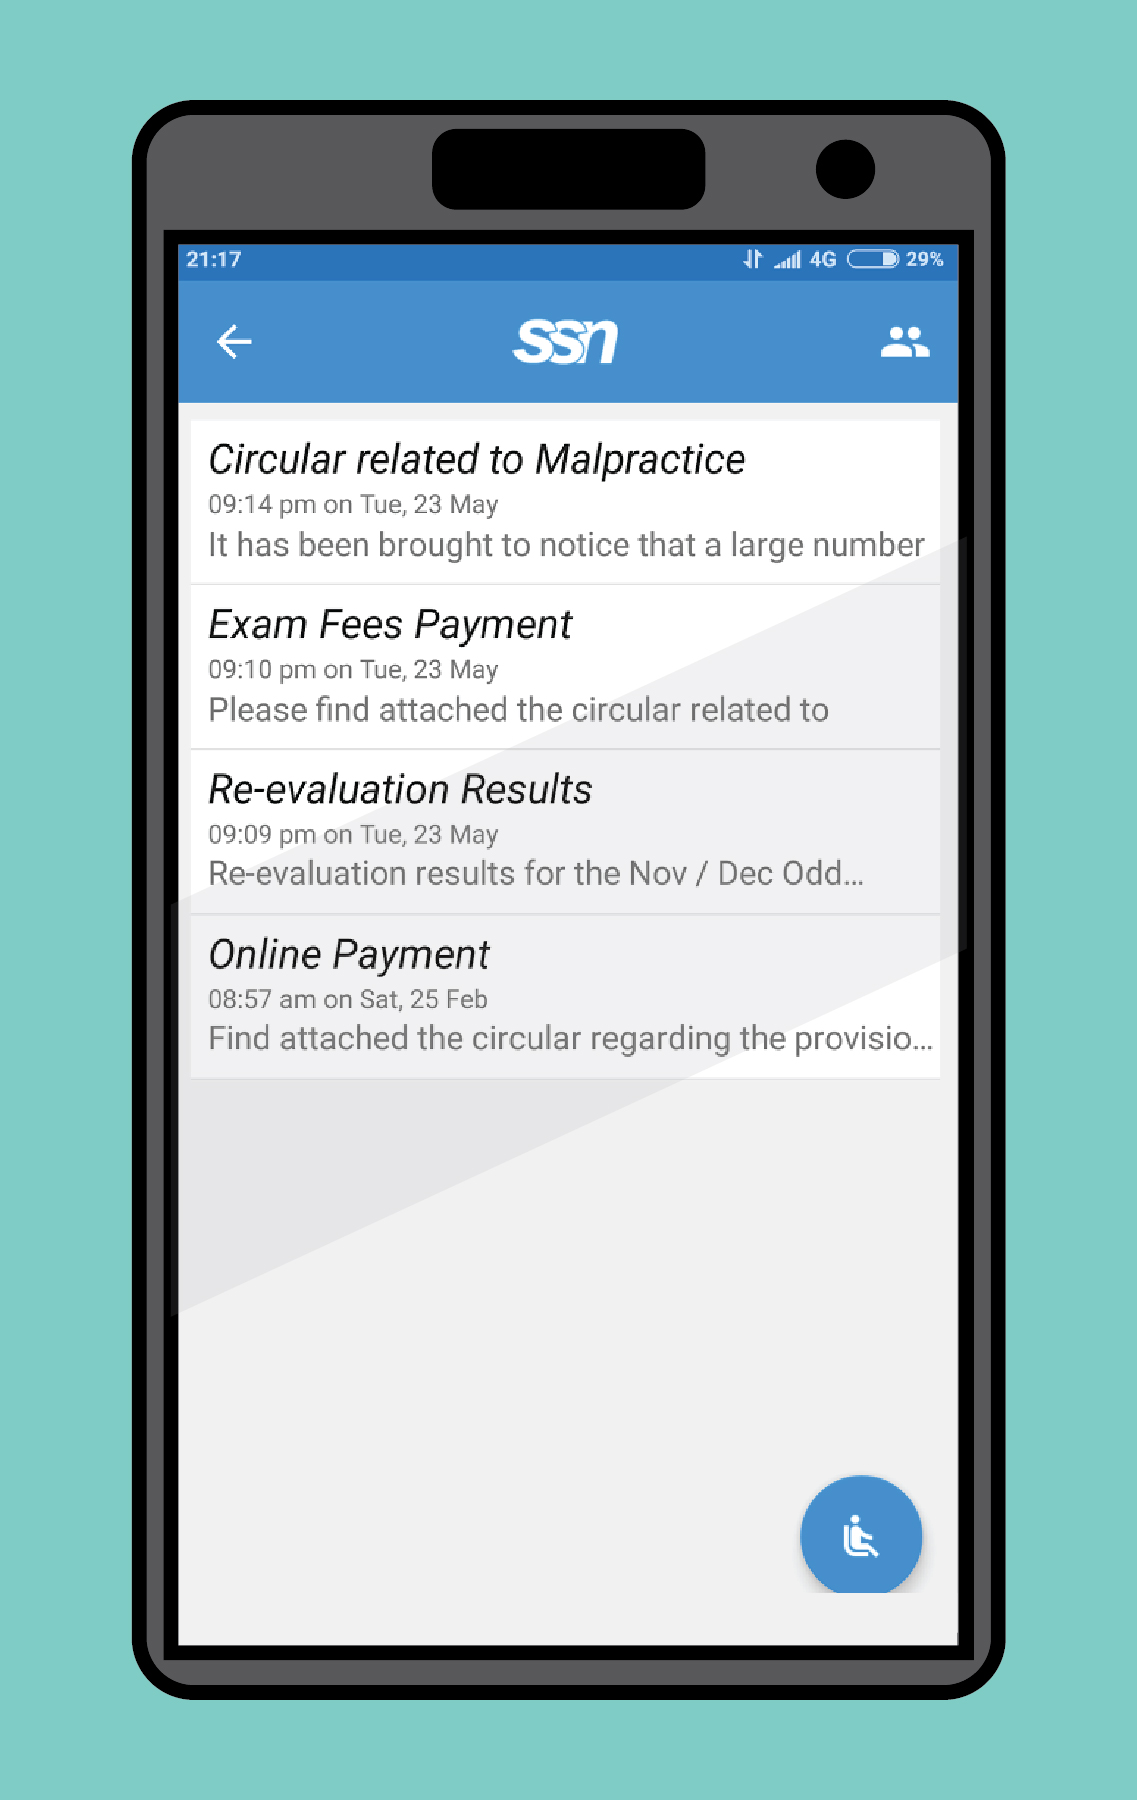 21:17 4G 29%
ssn
Circular related to Malpractice
09:14 pm on Tue, 23 May
It has been brought to notice that a large number
Exam Fees Payment
09:10 pm on Tue, 23 May
Please find attached the circular related to
Re-evaluation Results
09:09 pm on Tue, 23 May
Re-evaluation results for the Nov / Dec Odd...
Online Payment
08:57 am on Sat, 25 Feb
Find attached the circular regarding the provisio...